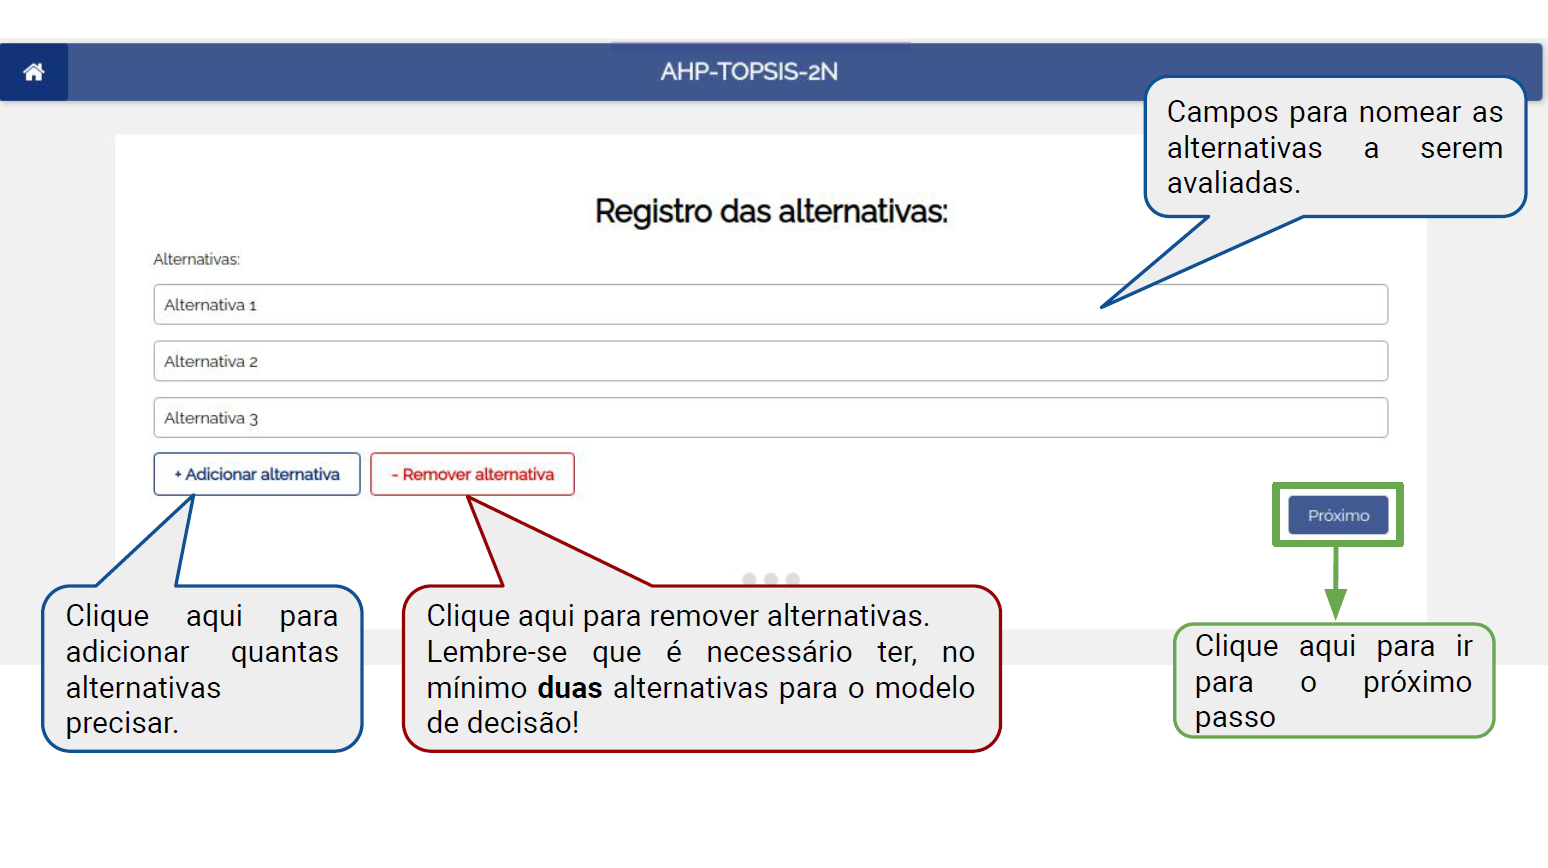 AHP-TOPSIS-2N
Campos para nomear as
alternativas a serem
avaliadas.
Registro das alternativas:
Alternativas:
Alternativa 1
Alternativa 2
Alternativa 3
+ Adicionar alternativa
- Remover alternativa
Próximo
Clique aqui para
adicionar quantas
alternativas
precisar.
Clique aqui para remover alternativas.
Lembre-se que é necessário ter, no
mínimo duas alternativas para o modelo
de decisão!
Clique aqui para ir
para o próximo
passo